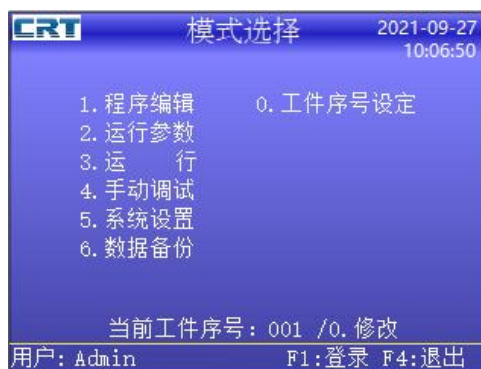 CRT 模式选择 2021-09-27
10:06:50
1.程序编辑 0.工件序号设定
2.运行参数
3.运 行
4.手动调试
5.系统设置
6.数据备份
当前工件序号: 001 /0.修改
用户: Admin F1:登录 F4:退出